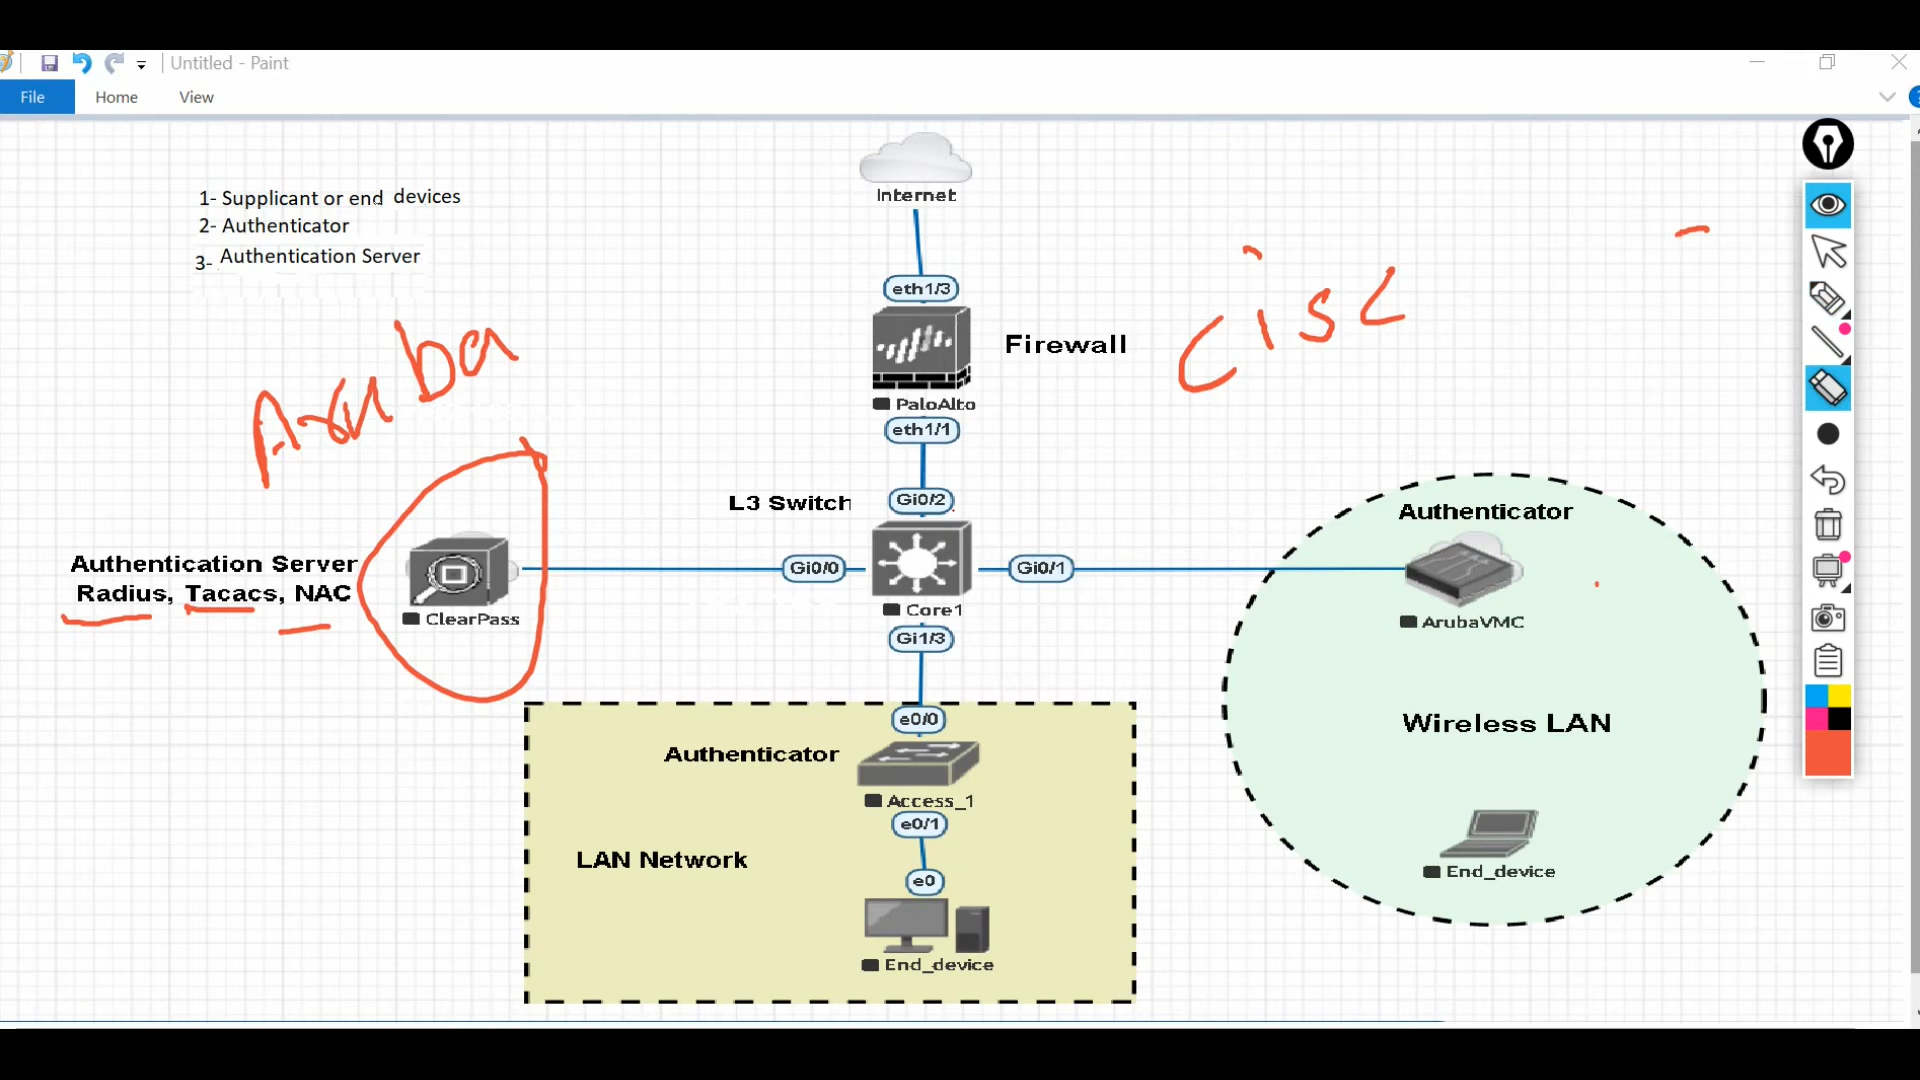 Untitled - Paint
File Home View
Internet
1- Supplicant or end devices
2- Authenticator
3- Authentication Server
eth1/3
Firewall
Cisc
Aruba
PaloAlto
eth1/1
L3 Switch
Gi0/2
Authenticator
Authentication Server
Radius, Tacacs, NAC
Gi0/0
Gi0/1
ClearPass
Core1
ArubaVMC
Gi1/3
e0/0
Wireless LAN
Authenticator
Access_1
e0/1
LAN Network
End_device
e0
End_device